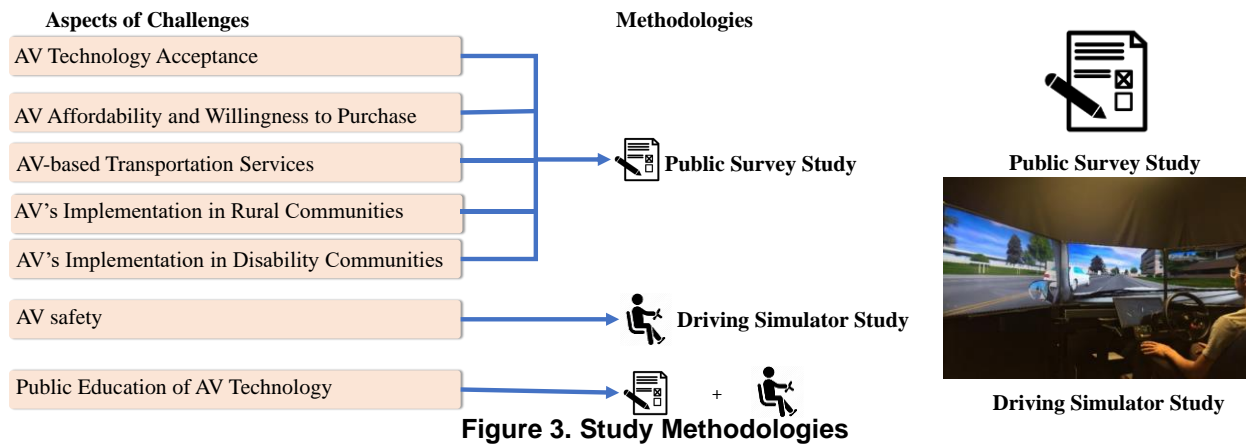 Aspects of Challenges
Methodologies
AV Technology Acceptance
AV Affordability and Willingness to Purchase
AV-based Transportation Services
AV's Implementation in Rural Communities
AV's Implementation in Disability Communities
AV safety
Public Education of AV Technology
Public Survey Study
Driving Simulator Study
+
Public Survey Study
Driving Simulator Study
Figure 3. Study Methodologies